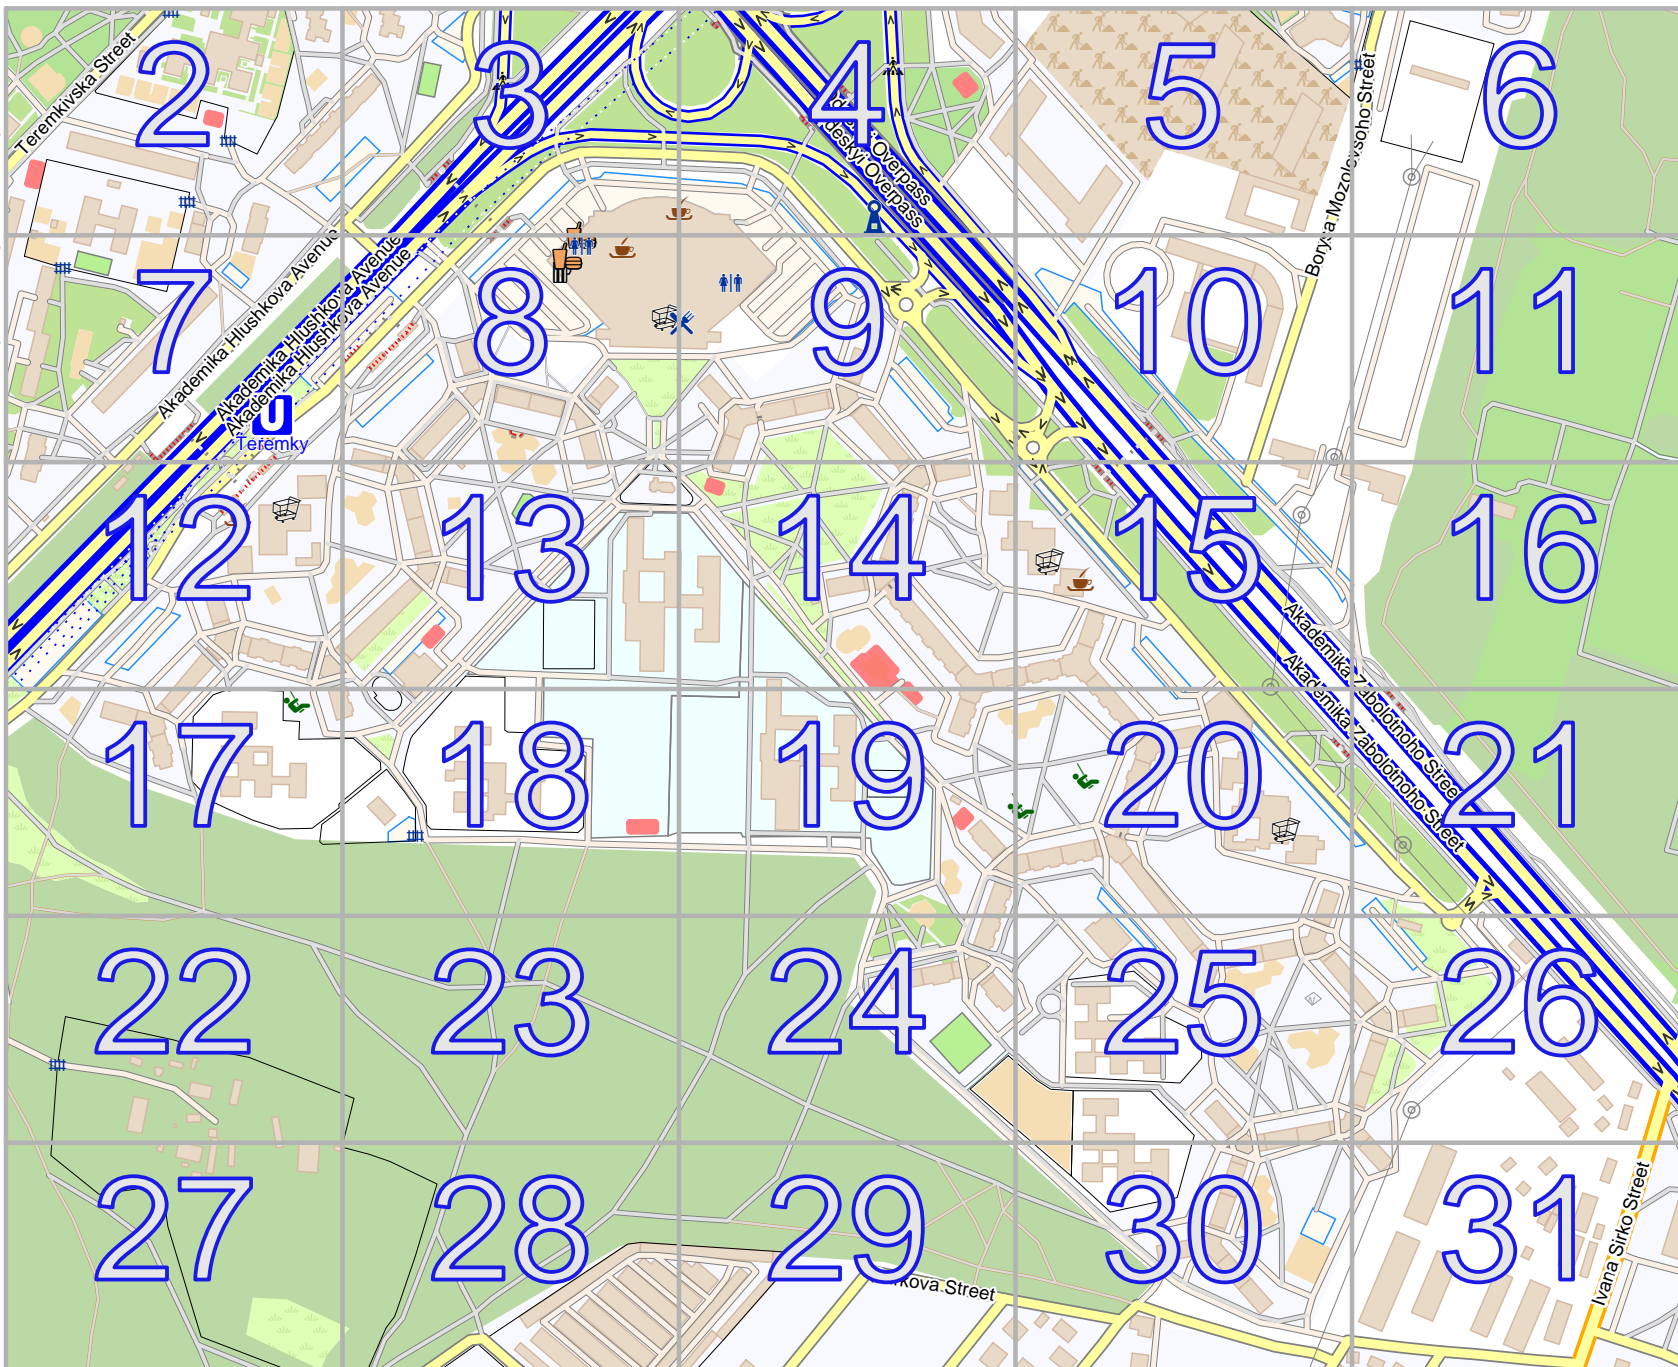 2
3
4
5
6
Teremkivska Street
Overpass
Overpass
Borysa Mozolevsoho Street
7
8
9
10
11
Akademika Hlushkova Avenue
Akademika Hlushkova Avenue
Akademika Hlushkova Avenue
Teremky
12
13
14
15
16
Akademika Zabolotnoho Street
Akademika Zabolotnoho Street
17
18
19
20
21
22
23
24
25
26
27
28
29
30
31
Street
Ivana Sirko Street